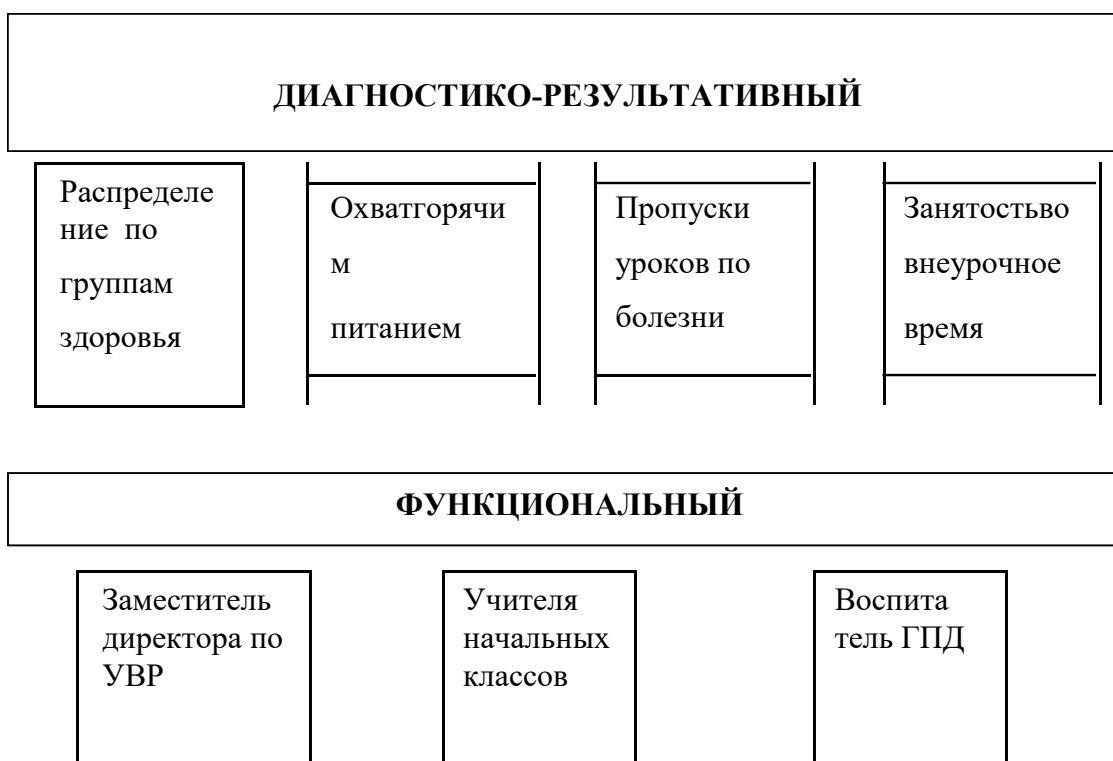 ДИАГНОСТИКО-РЕЗУЛЬТАТИВНЫЙ
Распределе
ние по
группам
здоровья
Охватгорячи
м
питанием
Пропуски
уроков по
болезни
Занятостьво
внеурочное
время
ФУНКЦИОНАЛЬНЫЙ
Заместитель
директора по
УВР
Учителя
начальных
классов
Воспита
тель ГПД